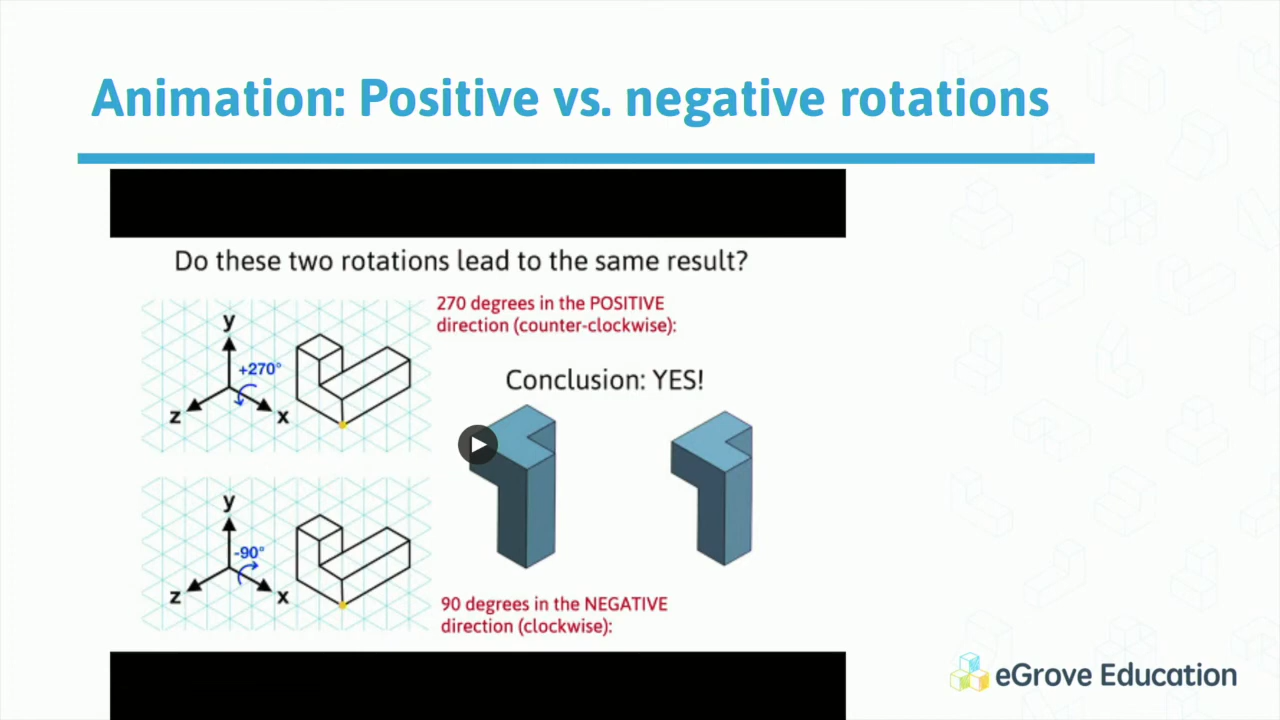 Animation: Positive vs. negative rotations
Do these two rotations lead to the same result?
y
+270°
z
x
270 degrees in the POSITIVE
direction (counter-clockwise):
Conclusion: YES!
y
-90°
z
x
90 degrees in the NEGATIVE
direction (clockwise):
eGrove Education